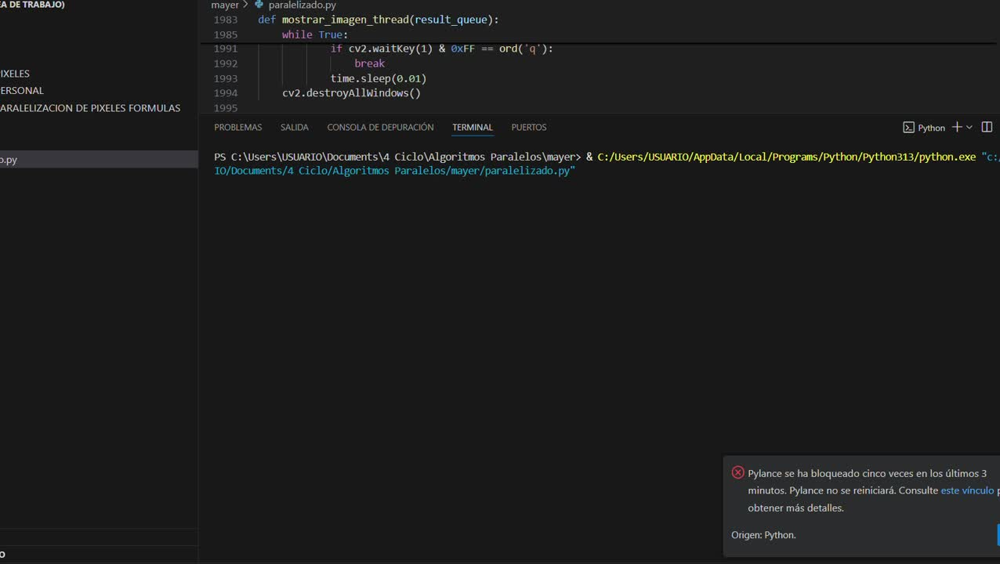 EA DE TRABAJO)
mayer > paralelizado.py
1983 def mostrar_imagen_thread(result_queue):
1985 while True:
1991 if cv2.waitKey(1) & 0xFF == ord('q'):
1992 break
1993 time.sleep(0.01)
1994 cv2.destroyAllWindows()
1995
IXELES
ERSONAL
ARALELIZACION DE PIXELES FORMULAS
o.py
PROBLEMAS SALIDA CONSOLA DE DEPURACIÓN TERMINAL PUERTOS
Python
PS C:\Users\USUARIO\Documents\4 Ciclo\Algoritmos Paralelos\mayer> & C:/Users/USUARIO/AppData/Local/Programs/Python/Python313/python.exe "c:/
IO/Documents/4 Ciclo/Algoritmos Paralelos/mayer/paralelizado.py"
Pylance se ha bloqueado cinco veces en los últimos 3
minutos. Pylance no se reiniciará. Consulte este vínculo p
obtener más detalles.
Origen: Python.
O